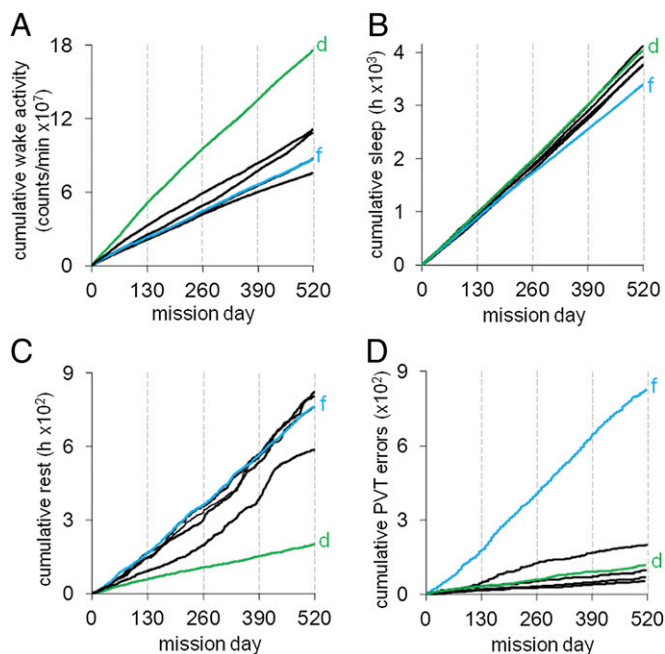 A
cumulative wake activity
(counts/min x10⁷)
18
12
6
0
d
f
0 130 260 390 520
mission day
B
cumulative sleep (h x10³)
4
3
2
1
0
d
f
0 130 260 390 520
mission day
C
cumulative rest (h x10²)
9
6
3
0
f
d
0 130 260 390 520
mission day
D
cumulative PVT errors (x10²)
9
6
3
0
f
d
0 130 260 390 520
mission day